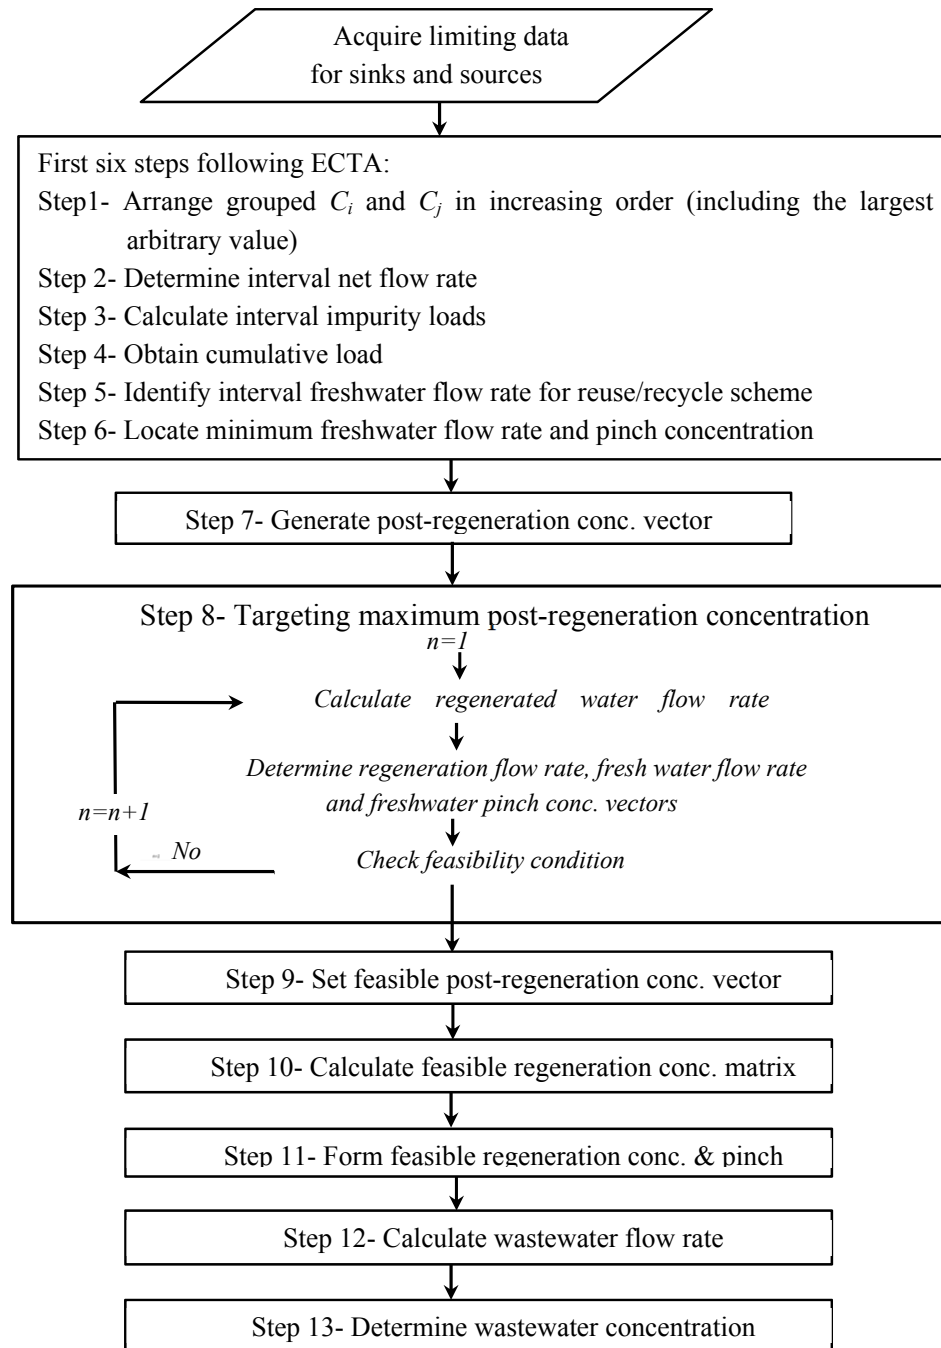 Acquire limiting data
for sinks and sources
First six steps following ECTA:
Step1- Arrange grouped Ci and Cj in increasing order (including the largest
arbitrary value)
Step 2- Determine interval net flow rate
Step 3- Calculate interval impurity loads
Step 4- Obtain cumulative load
Step 5- Identify interval freshwater flow rate for reuse/recycle scheme
Step 6- Locate minimum freshwater flow rate and pinch concentration
Step 7- Generate post-regeneration conc. vector
Step 8- Targeting maximum post-regeneration concentration
n=1
Calculate regenerated water flow rate
Determine regeneration flow rate, fresh water flow rate
and freshwater pinch conc. vectors
n=n+1
No
Check feasibility condition
Step 9- Set feasible post-regeneration conc. vector
Step 10- Calculate feasible regeneration conc. matrix
Step 11- Form feasible regeneration conc. & pinch
Step 12- Calculate wastewater flow rate
Step 13- Determine wastewater concentration